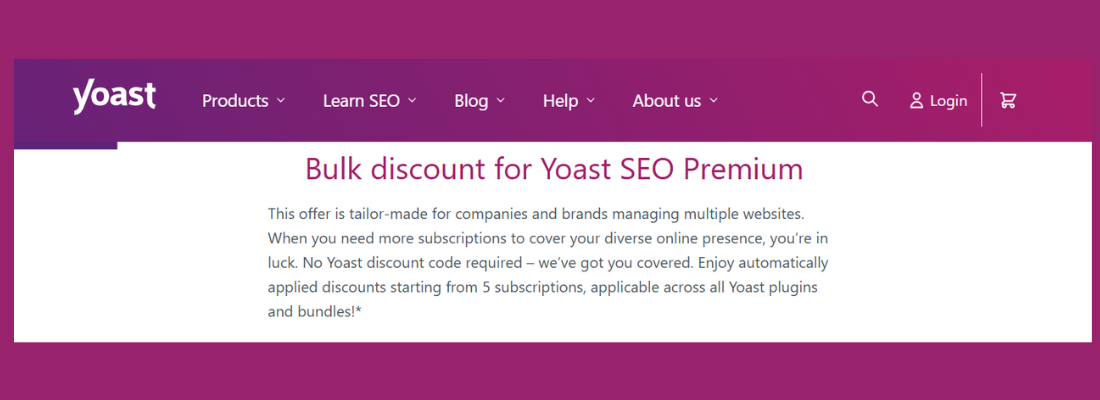 yoast Products Learn SEO Blog Help About us Login
Bulk discount for Yoast SEO Premium
This offer is tailor-made for companies and brands managing multiple websites.
When you need more subscriptions to cover your diverse online presence, you’re in
luck. No Yoast discount code required – we’ve got you covered. Enjoy automatically
applied discounts starting from 5 subscriptions, applicable across all Yoast plugins
and bundles!*